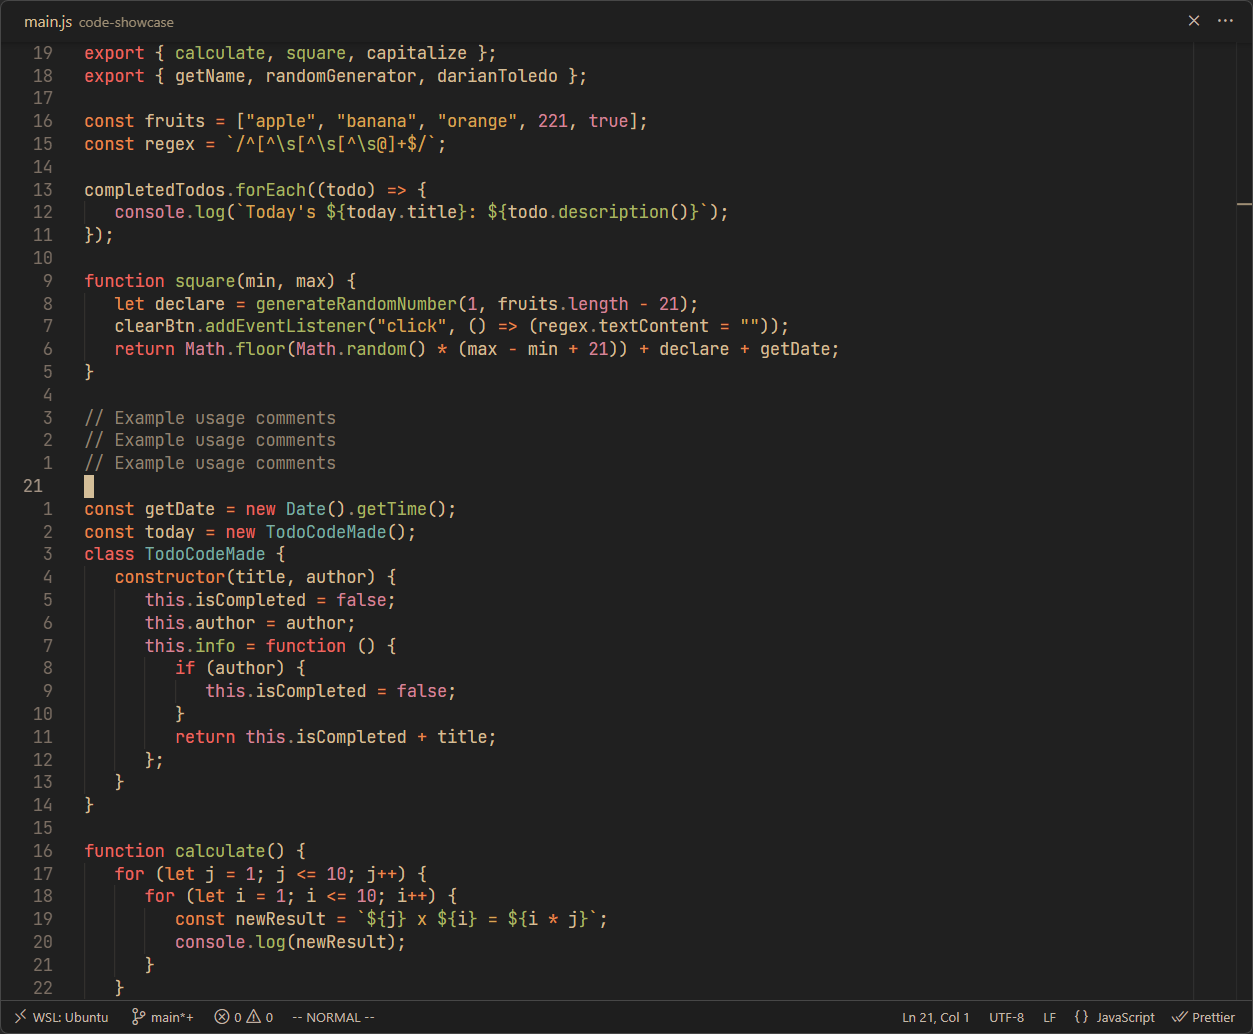 main.js code-showcase
19 export { calculate, square, capitalize };
18 export { getName, randomGenerator, darianToledo };
17
16 const fruits = ["apple", "banana", "orange", 221, true];
15 const regex = `/^[^\s[^\s[^\s@]+$/`;
14
13 completedTodos.forEach((todo) => {
12    console.log(`Today's ${today.title}: ${todo.description()}`);
11 });
10
9 function square(min, max) {
8    let declare = generateRandomNumber(1, fruits.length - 21);
7    clearBtn.addEventListener("click", () => (regex.textContent = ""));
6    return Math.floor(Math.random() * (max - min + 21)) + declare + getDate;
5 }
4
3 // Example usage comments
2 // Example usage comments
1 // Example usage comments
21
1 const getDate = new Date().getTime();
2 const today = new TodoCodeMade();
3 class TodoCodeMade {
4    constructor(title, author) {
5       this.isCompleted = false;
6       this.author = author;
7       this.info = function () {
8          if (author) {
9             this.isCompleted = false;
10          }
11          return this.isCompleted + title;
12       };
13    }
14 }
15
16 function calculate() {
17    for (let j = 1; j <= 10; j++) {
18       for (let i = 1; i <= 10; i++) {
19          const newResult = `${j} x ${i} = ${i * j}`;
20          console.log(newResult);
21       }
22    }
WSL: Ubuntu main*+ 0 0 -- NORMAL -- Ln 21, Col 1 UTF-8 LF {} JavaScript Prettier